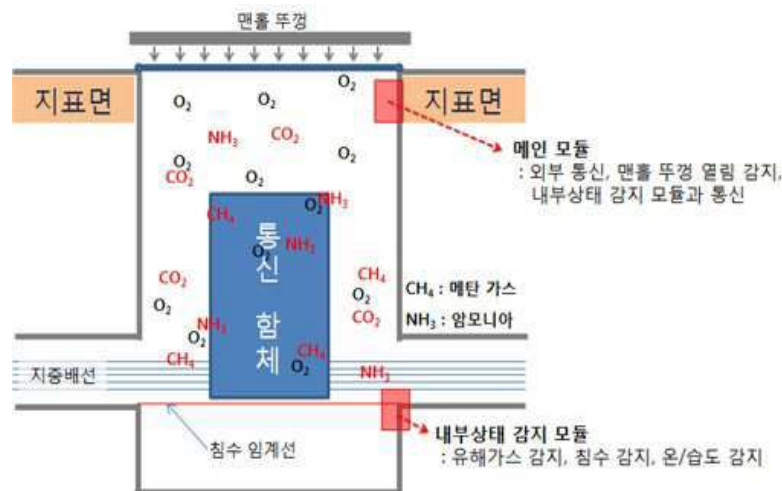 맨홀 뚜껑
지표면
지표면
O₂
O₂
O₂
NH₃
CO₂
O₂
O₂
CO₂
O₂
메인 모듈
: 외부 통신, 맨홀 뚜껑 열림 감지,
내부상태 감지 모듈과 통신
NH₃
O₂
CH₄
통신 함체
NH₃
O₂
CO₂
CH₄
O₂
O₂
CO₂
CH₄ : 메탄 가스
NH₃ : 암모니아
NH₃
O₂
CH₄
CH₄
O₂
NH₃
지중배선
침수 임계선
내부상태 감지 모듈
: 유해가스 감지, 침수 감지, 온/습도 감지